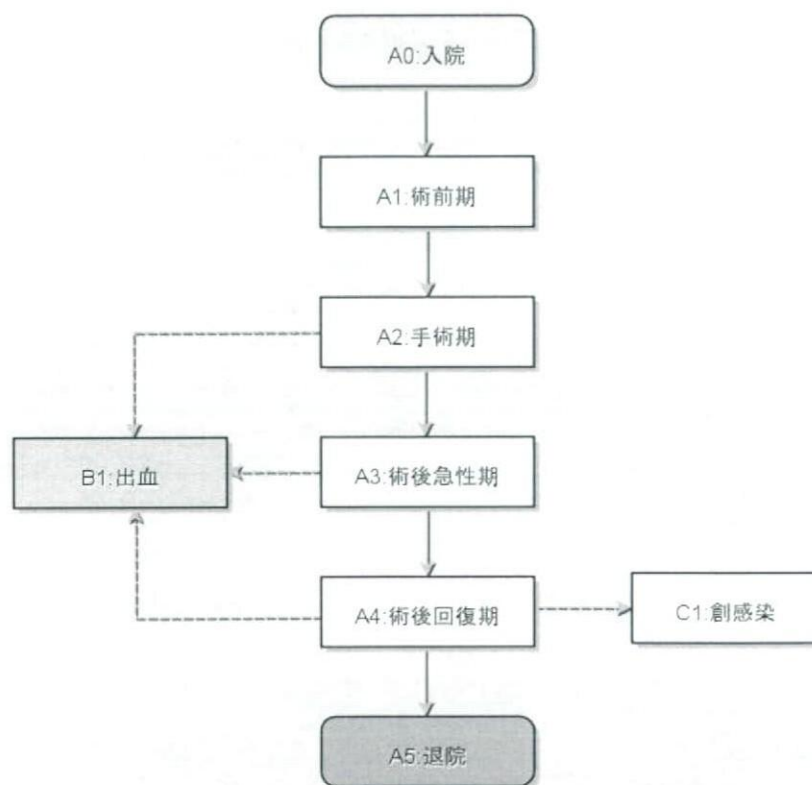 A0:入院
A1:術前期
A2:手術期
B1:出血
A3:術後急性期
A4:術後回復期
C1:創感染
A5:退院